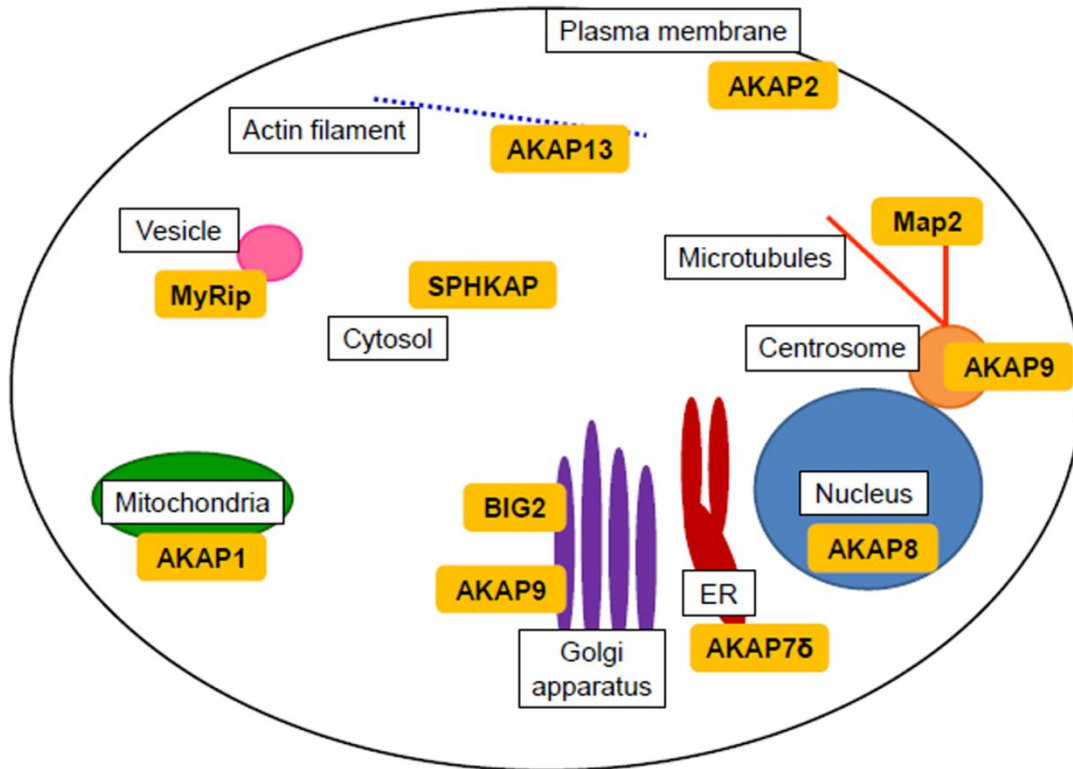 Plasma membrane
AKAP2
Actin filament
AKAP13
Vesicle
MyRip
SPHKAP
Cytosol
Map2
Microtubules
Centrosome
AKAP9
Mitochondria
AKAP1
BIG2
AKAP9
Golgi
apparatus
ER
AKAP7δ
Nucleus
AKAP8